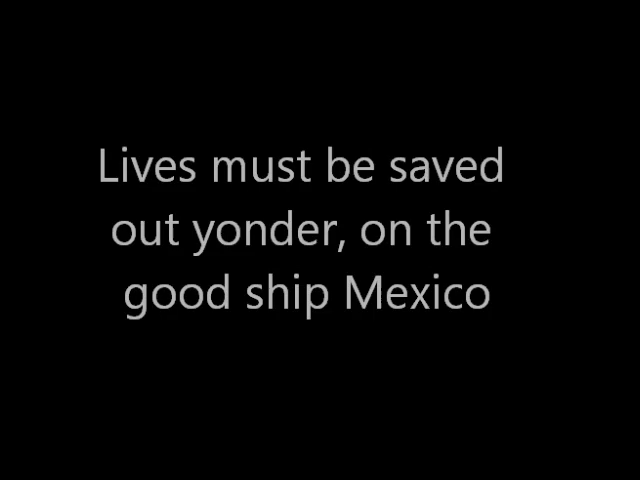 Lives must be saved
out yonder, on the
good ship Mexico